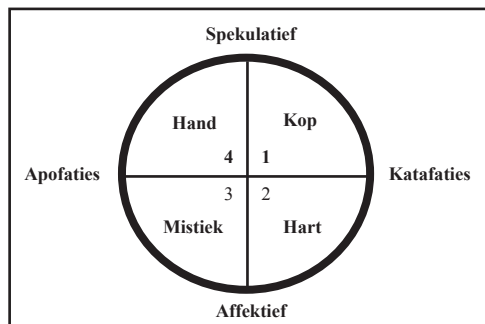 Spekulatief
Hand Kop
4 1
Apofaties Katafaties
3 2
Mistiek Hart
Affektief